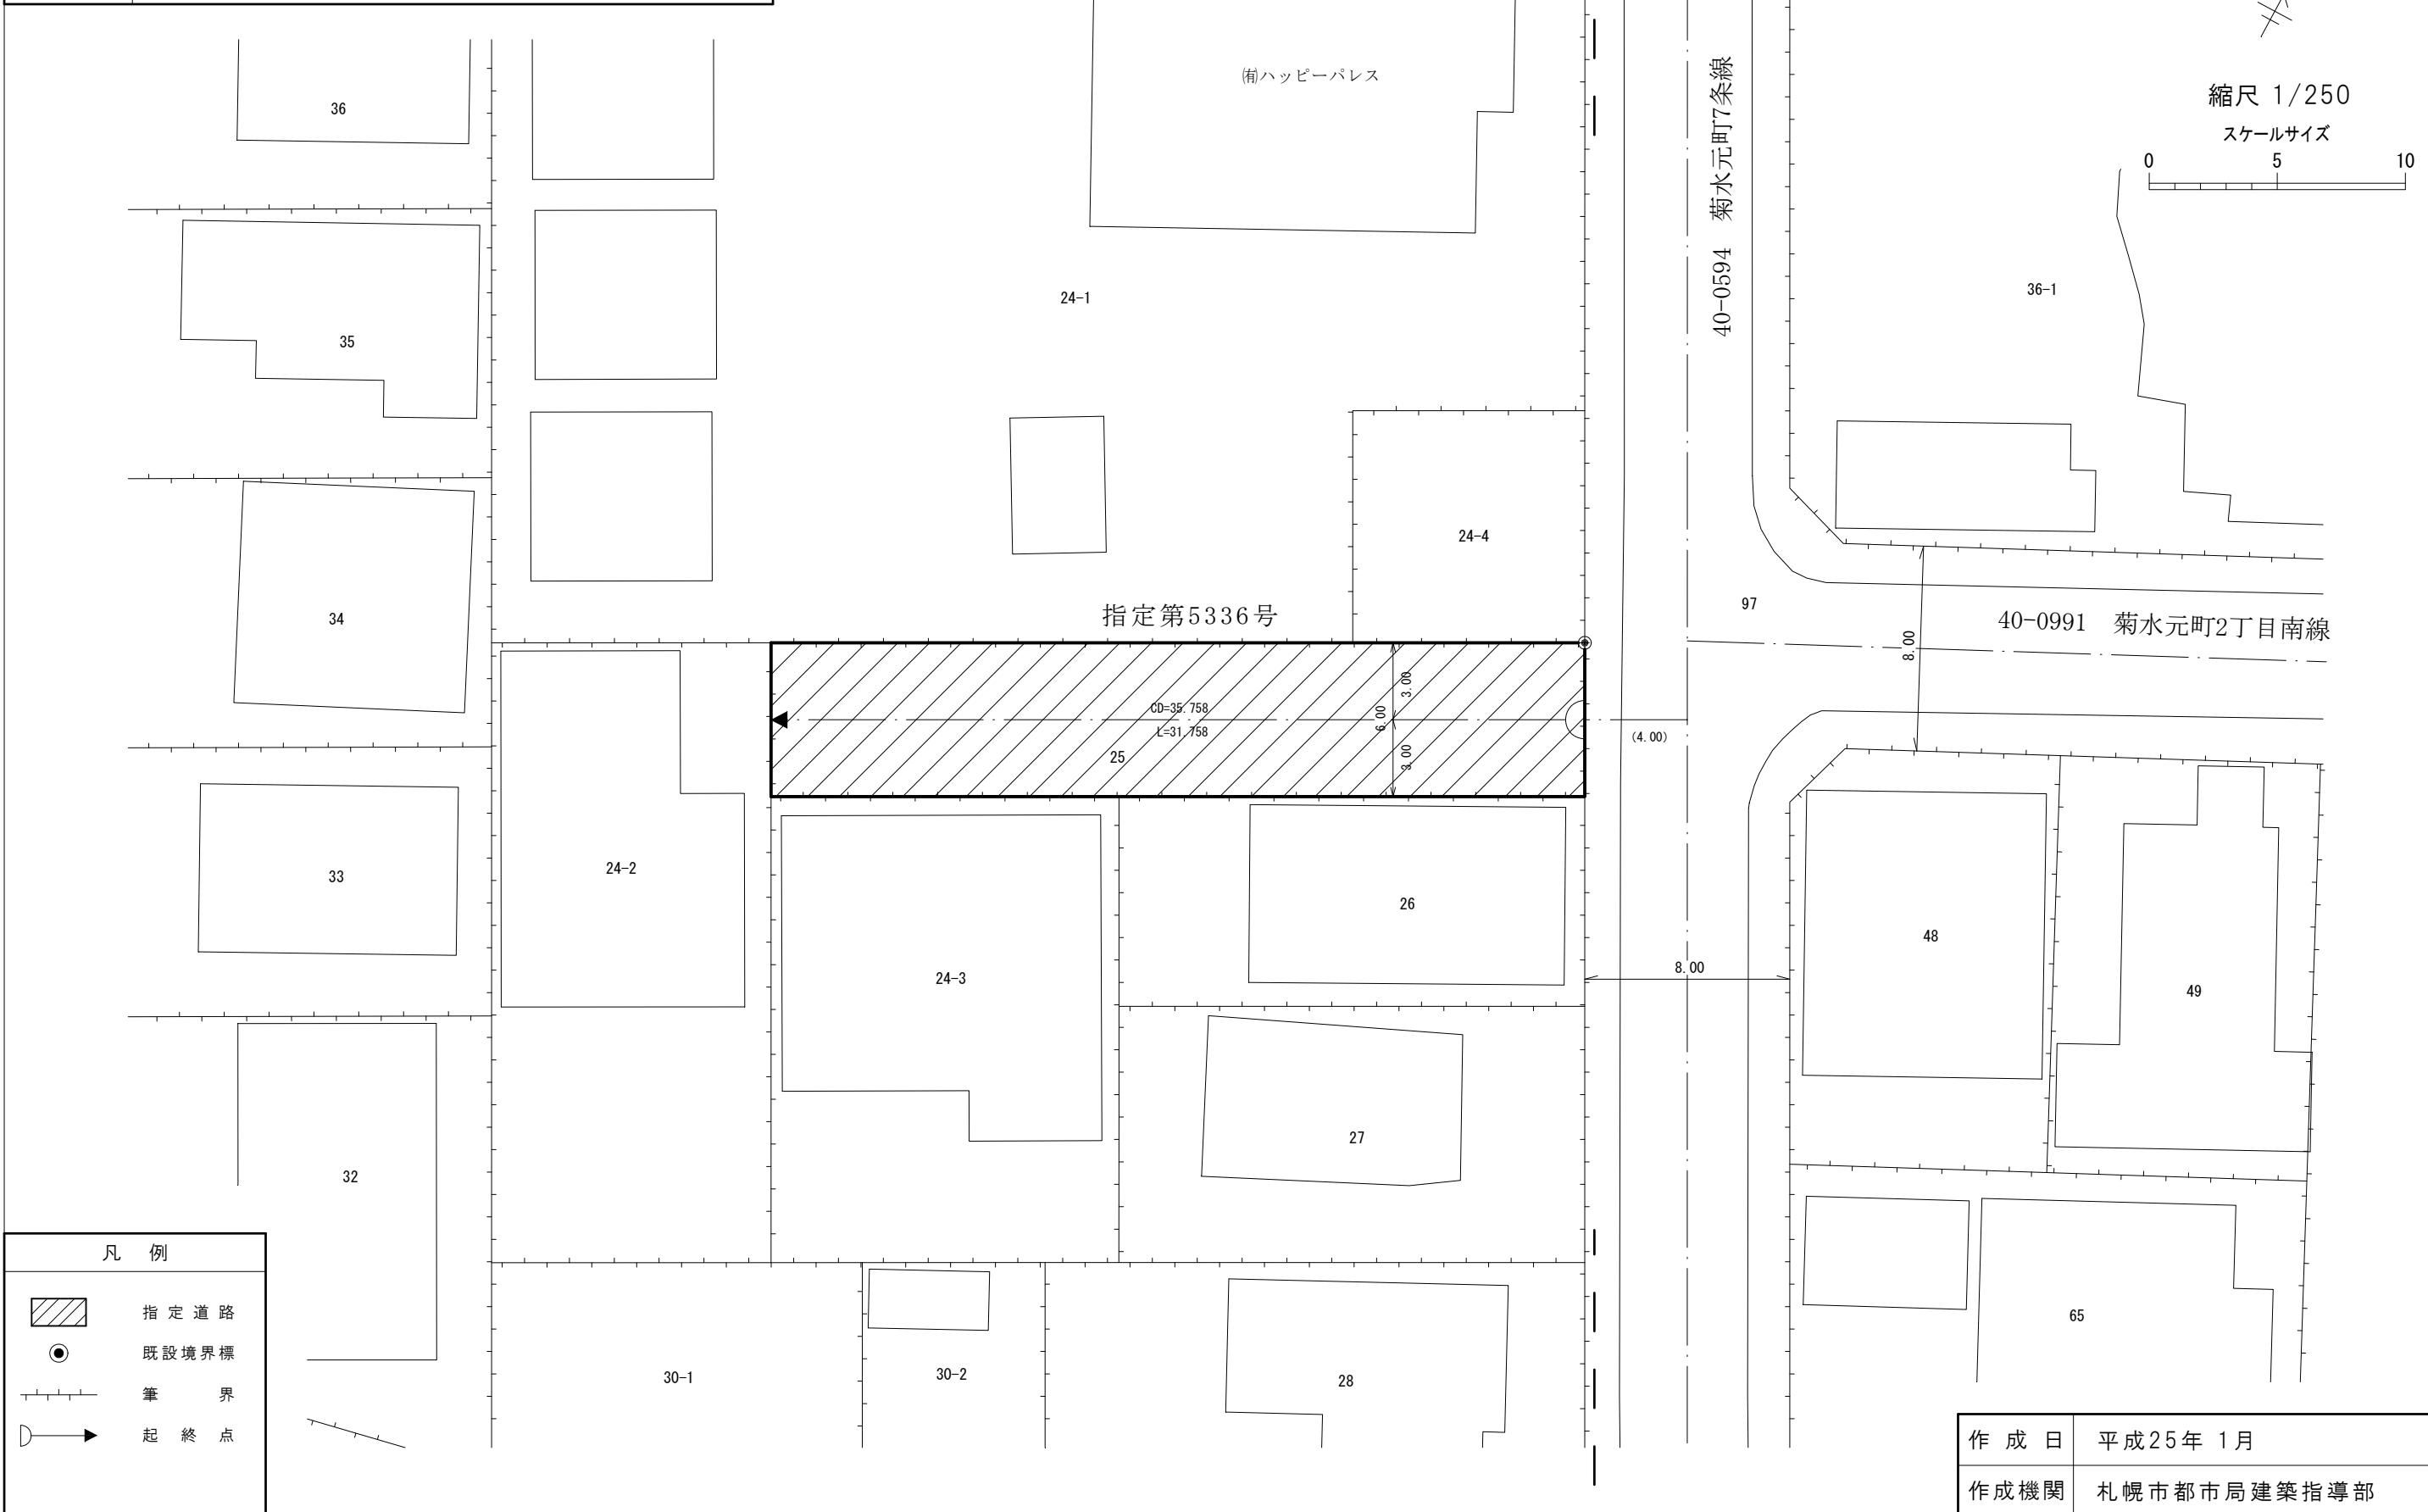 36
㈲ハッピーパレス
40-0594　菊水元町7条線
縮尺 1/250
スケールサイズ
0 5 10
35
24-1
36-1
34
24-4
指定第5336号
97
40-0991　菊水元町2丁目南線
8.00
CD=35.758
L=31.758
25
3.00
6.00
3.00
(4.00)
33
24-2
24-3
26
8.00
48
49
32
27
凡 例
指定道路
既設境界標
筆 界
起終点
30-1
30-2
28
65
作成日 平成25年 1月
作成機関 札幌市都市局建築指導部